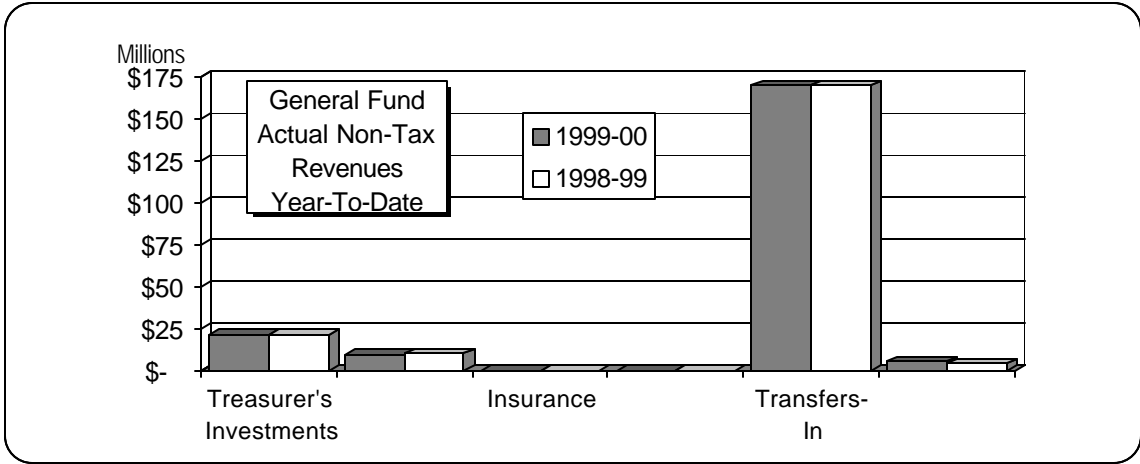 Millions
$175
$150
$125
$100
$75
$50
$25
$-
General Fund
Actual Non-Tax
Revenues
Year-To-Date
1999-00
1998-99
Treasurer's
Investments
Insurance
Transfers-
In